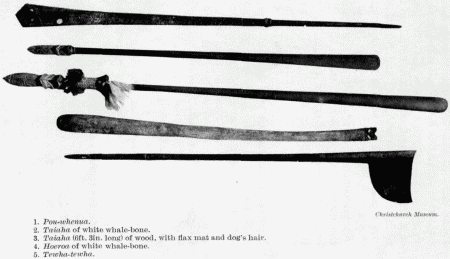 Christchurch Museum.
1. Pou-whenua.
2. Taiaha of white whale-bone.
3. Taiaha (6ft. 3in. long) of wood, with flax mat and dog's hair.
4. Hoeroa of white whale-bone.
5. Tewha-tewha.